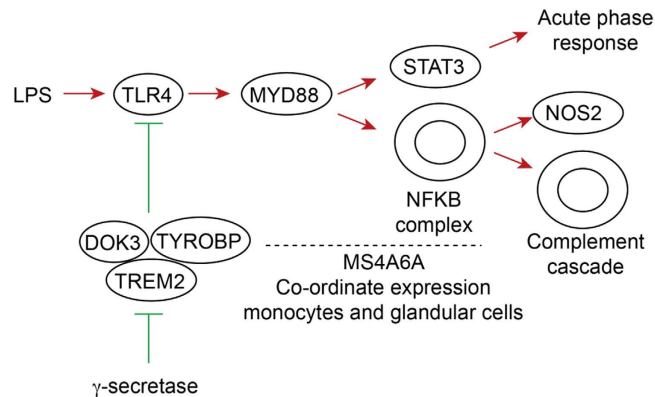 Acute phase
response
STAT3
LPS
TLR4
MYD88
NOS2
NFKB
complex
DOK3
TYROBP
TREM2
MS4A6A
Co-ordinate expression
monocytes and glandular cells
Complement
cascade
γ-secretase